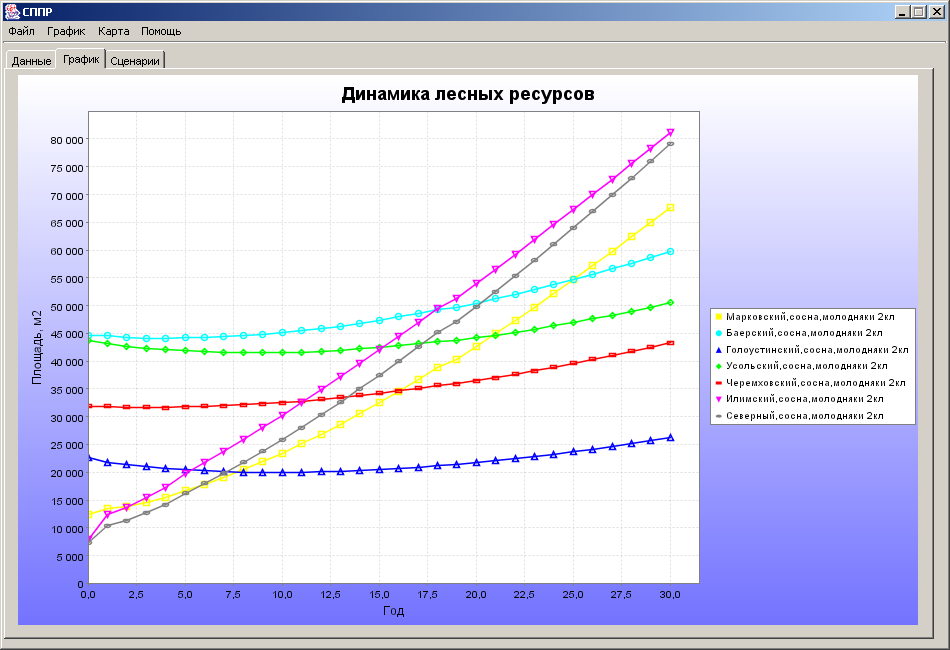 СППР
Файл График Карта Помощь
Данные График Сценарии
Динамика лесных ресурсов
Площадь, м2
80 000
75 000
70 000
65 000
60 000
55 000
50 000
45 000
40 000
35 000
30 000
25 000
20 000
15 000
10 000
5 000
0
0,0 2,5 5,0 7,5 10,0 12,5 15,0 17,5 20,0 22,5 25,0 27,5 30,0
Год
Марковский,сосна,молодняки 2кл
Баерский,сосна,молодняки 2кл
Голоустинский,сосна,молодняки 2кл
Усольский,сосна,молодняки 2кл
Черемховский,сосна,молодняки 2кл
Илимский,сосна,молодняки 2кл
Северный,сосна,молодняки 2кл